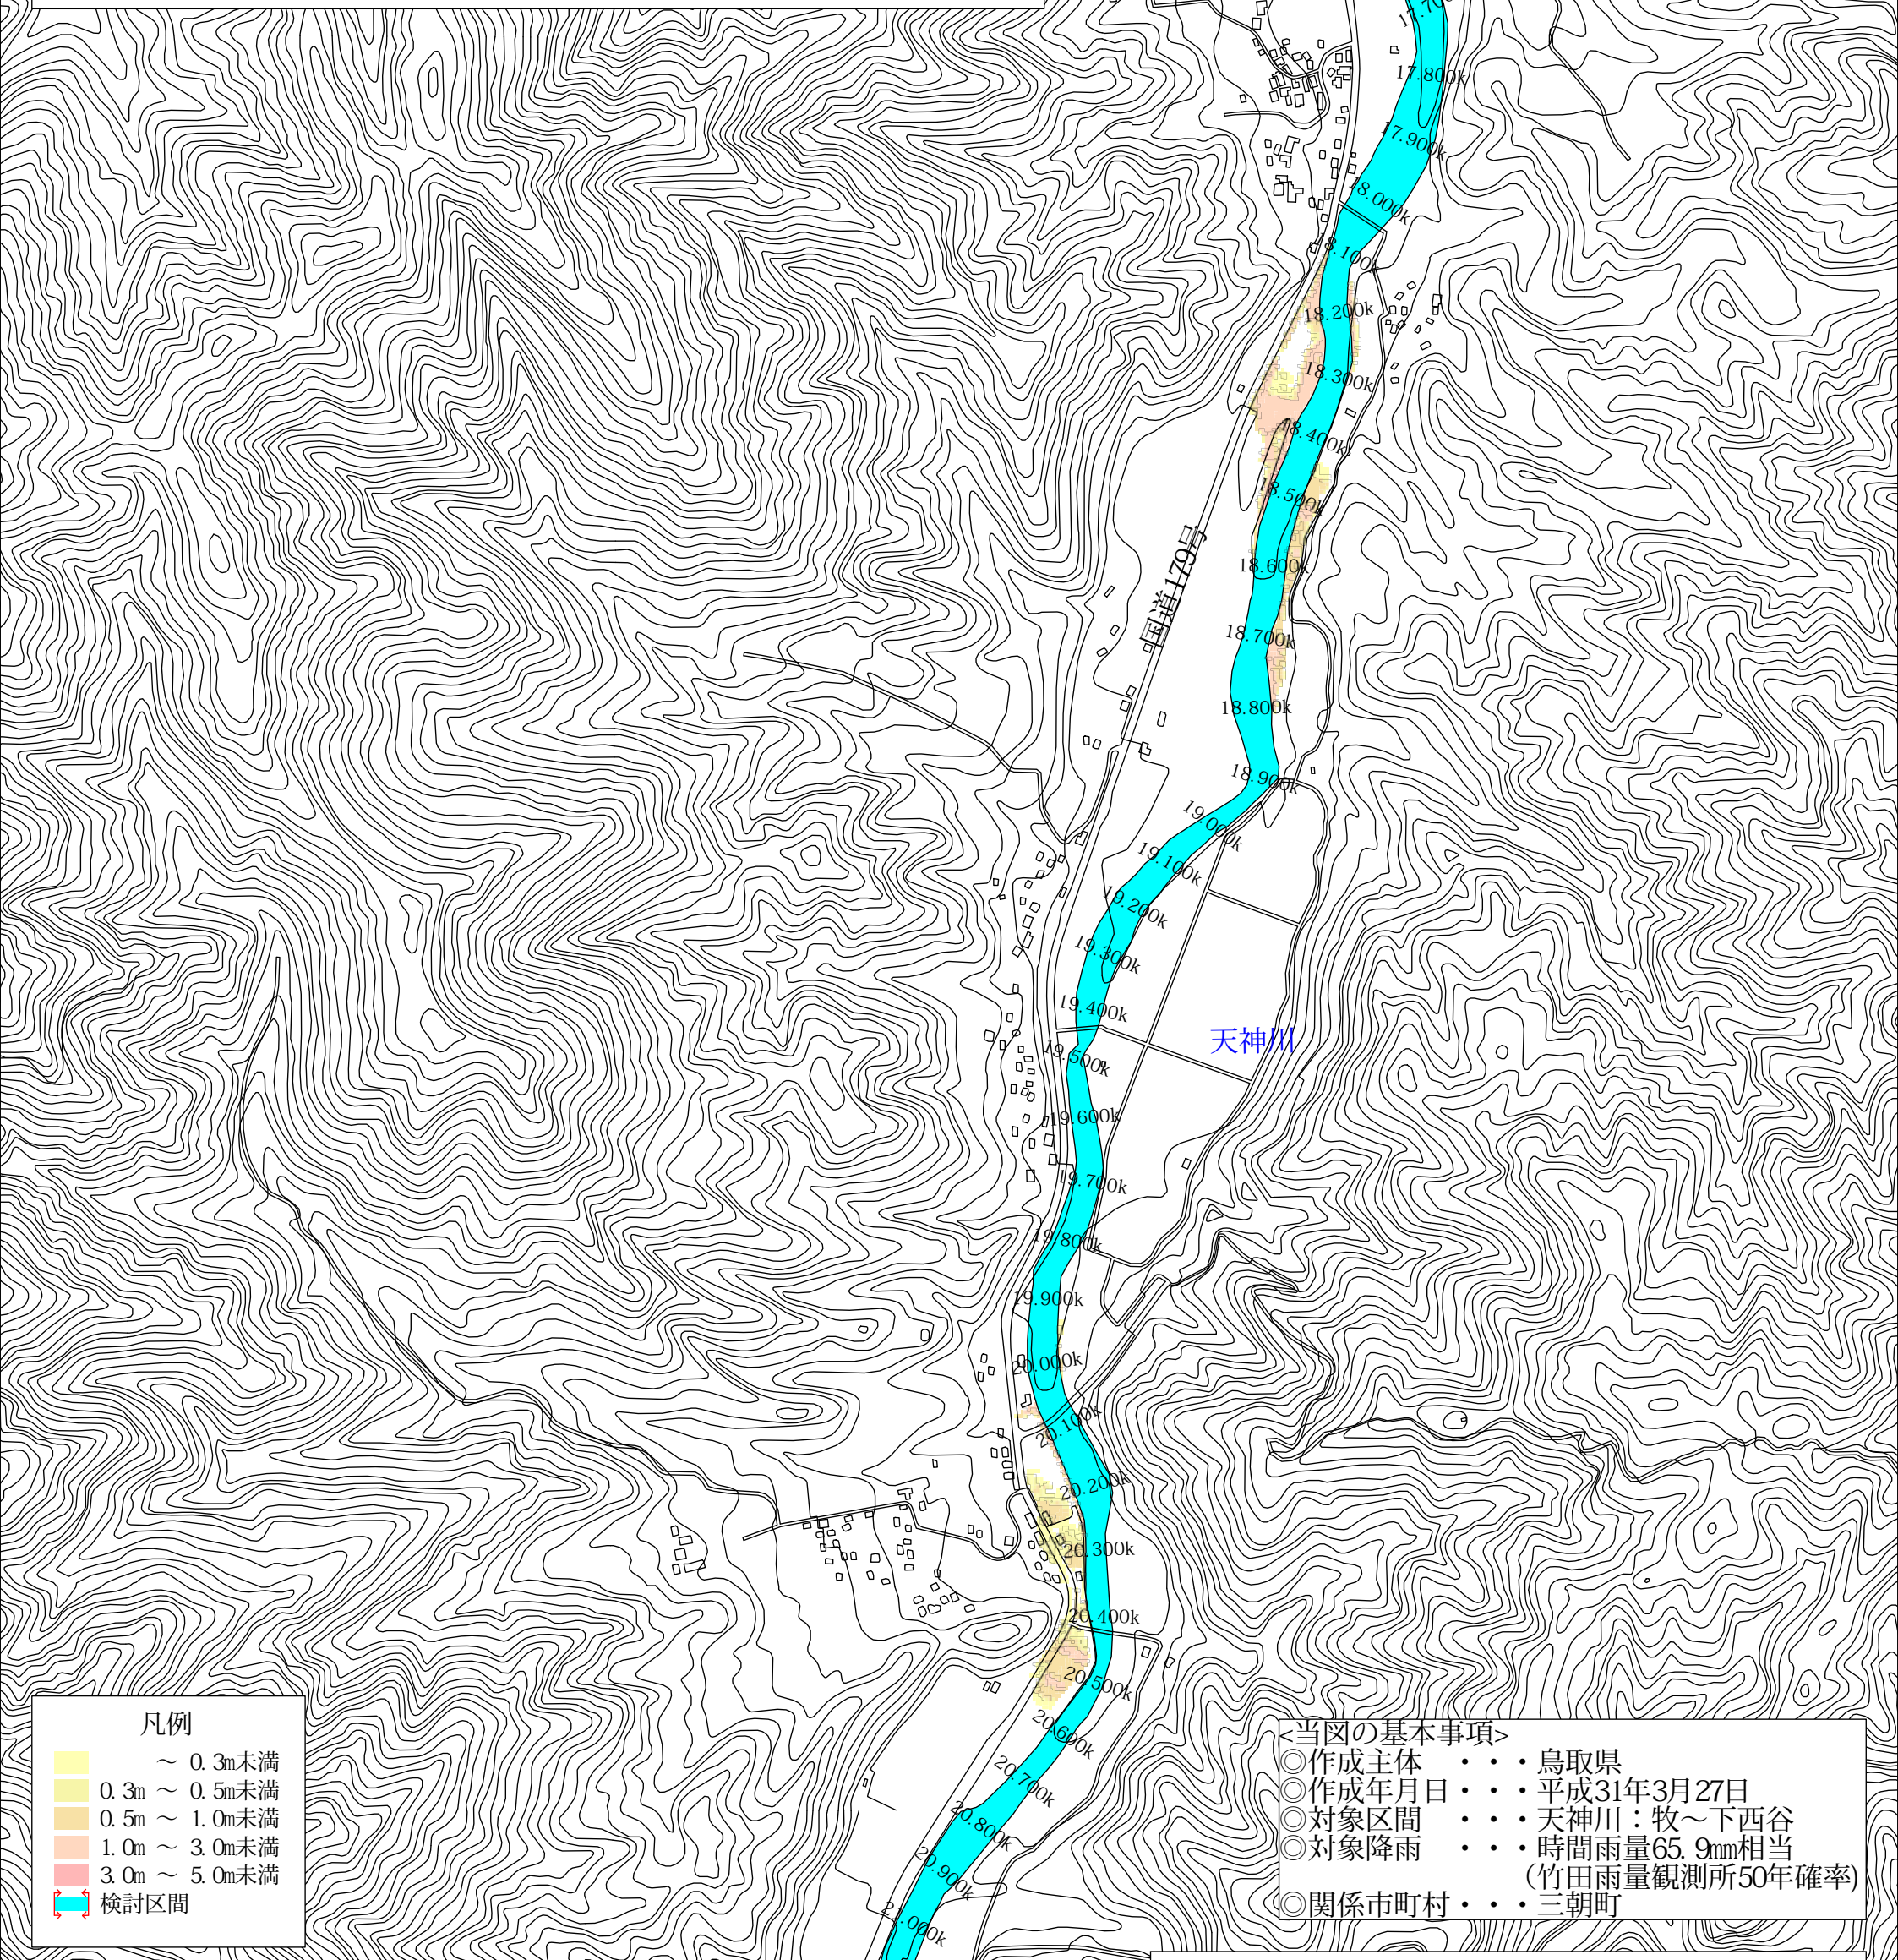 17.700
17.800k
17.900k
18.000k
18.100k
18.200k
18.300k
18.400k
18.500k
国道179号
18.600k
18.700k
18.800k
18.900k
19.000k
19.100k
19.200k
19.300k
19.400k
天神川
19.500k
19.600k
19.700k
19.800k
19.900k
20.000k
20.100k
20.200k
20.300k
20.400k
20.500k
20.600k
20.700k
20.800k
20.900k
21.000k
凡例
～ 0.3m未満
0.3m ～ 0.5m未満
0.5m ～ 1.0m未満
1.0m ～ 3.0m未満
3.0m ～ 5.0m未満
検討区間
<当図の基本事項>
◎作成主体 ・・・鳥取県
◎作成年月日・・・平成31年3月27日
◎対象区間 ・・・天神川：牧～下西谷
◎対象降雨 ・・・時間雨量65.9㎜相当
(竹田雨量観測所50年確率)
◎関係市町村・・・三朝町